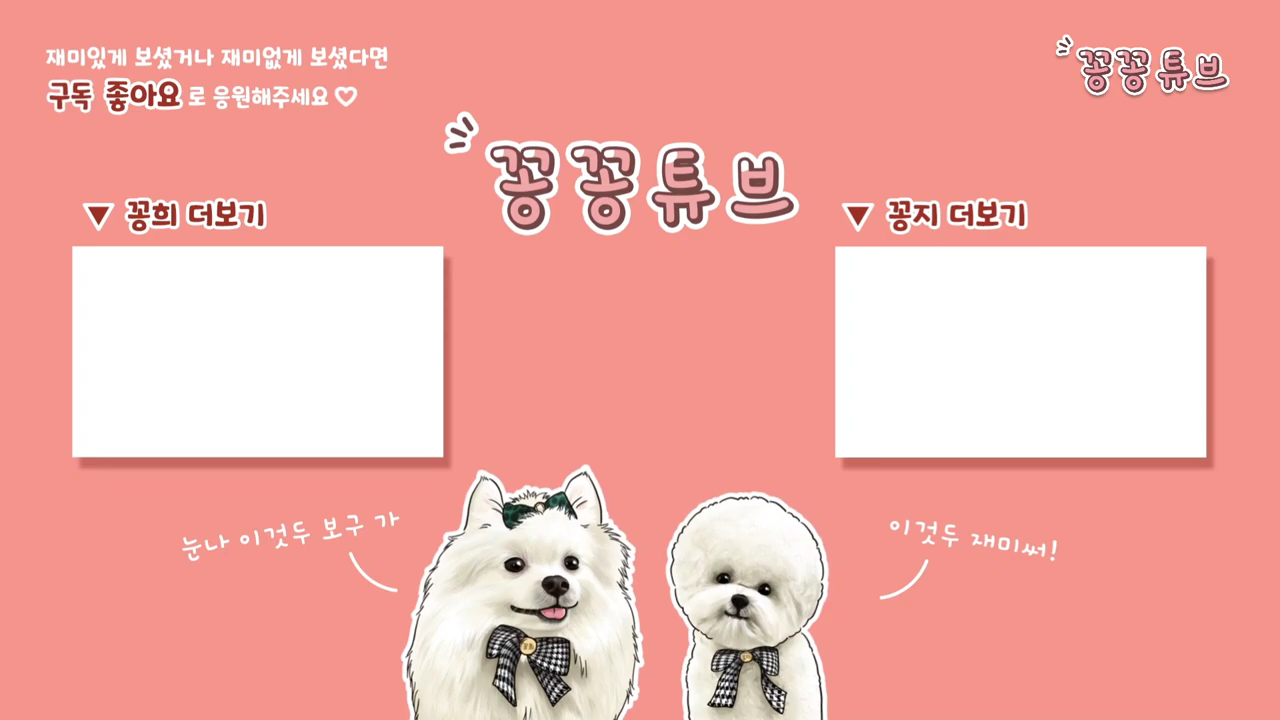 재미있게 보셨거나 재미없게 보셨다면
구독 좋아요로 응원해주세요♡
꽁꽁튜브
꽁꽁튜브
▼ 꽁희 더보기
▼ 꽁지 더보기
눈나 이것두 보구 가
이것두 재미써!